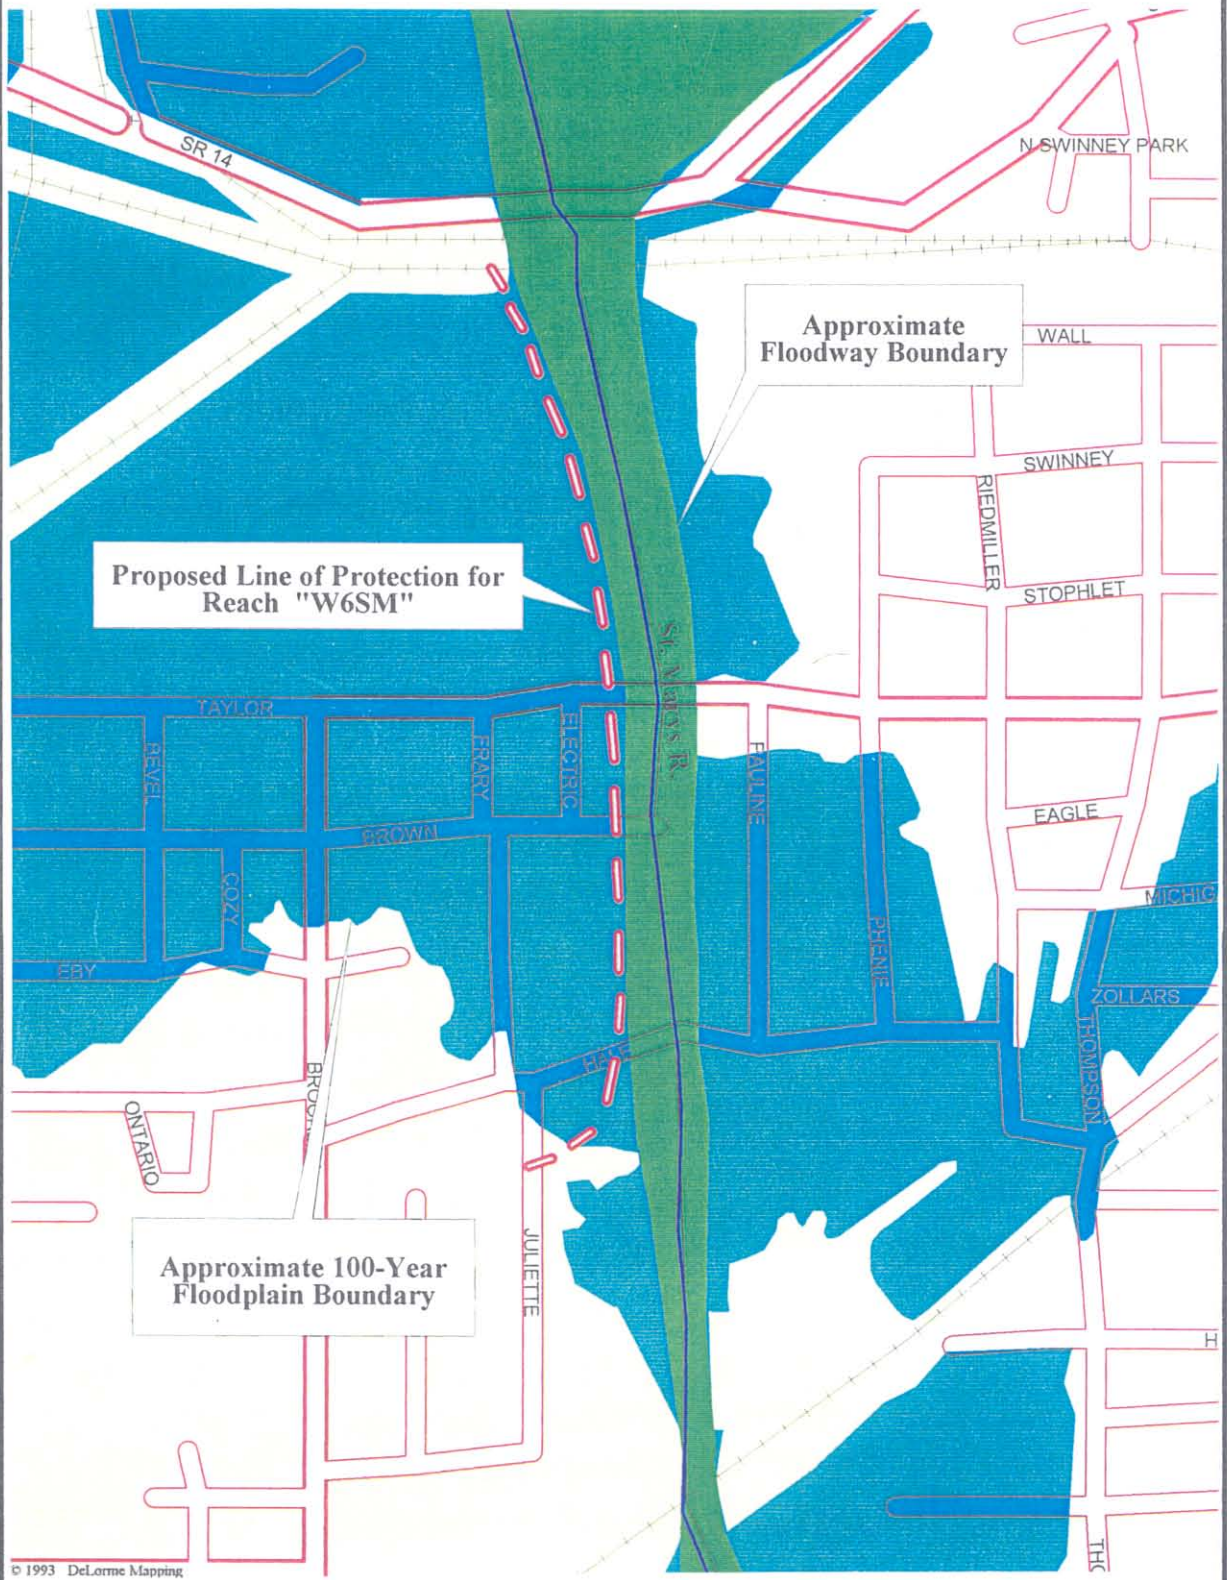 SR 14
N SWINNEY PARK
Approximate
Floodway Boundary
WALL
SWINNEY
RIEDMILLER
STOPHLET
Proposed Line of Protection for
Reach "W6SM"
St. Marys R.
TAYLOR
BEVEL
FRARY
ELECTRIC
PAULINE
BROWN
EAGLE
COZY
MICHIG
PHENIE
EBY
ZOLLARS
THOMPSON
ONTARIO
JULIETTE
Approximate 100-Year
Floodplain Boundary
H
THO
© 1993 DeLorme Mapping